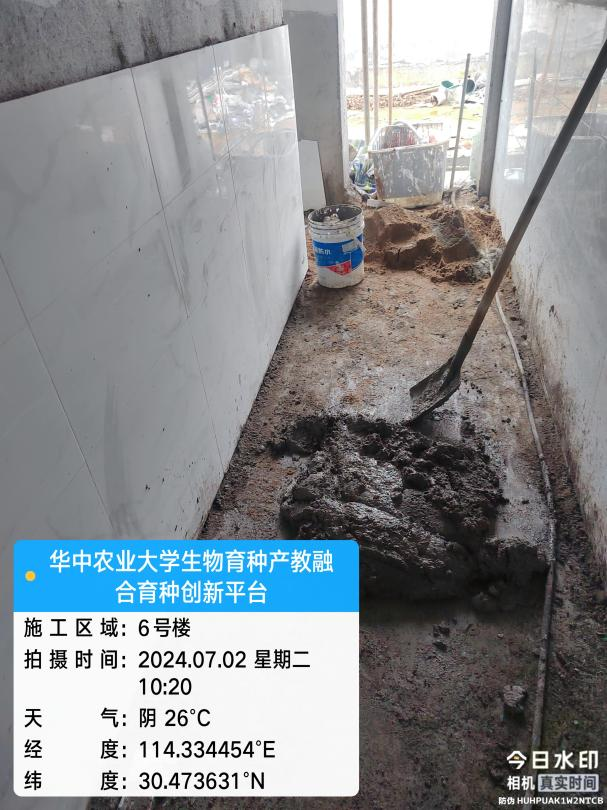 华中农业大学生物育种产教融
合育种创新平台
施工区域：6号楼
拍摄时间：2024.07.02 星期二
10:20
天气：阴 26°C
经度：114.334454°E
纬度：30.473631°N
今日水印
相机 真实时间
防伪 HUHPUAK1W2NTCB